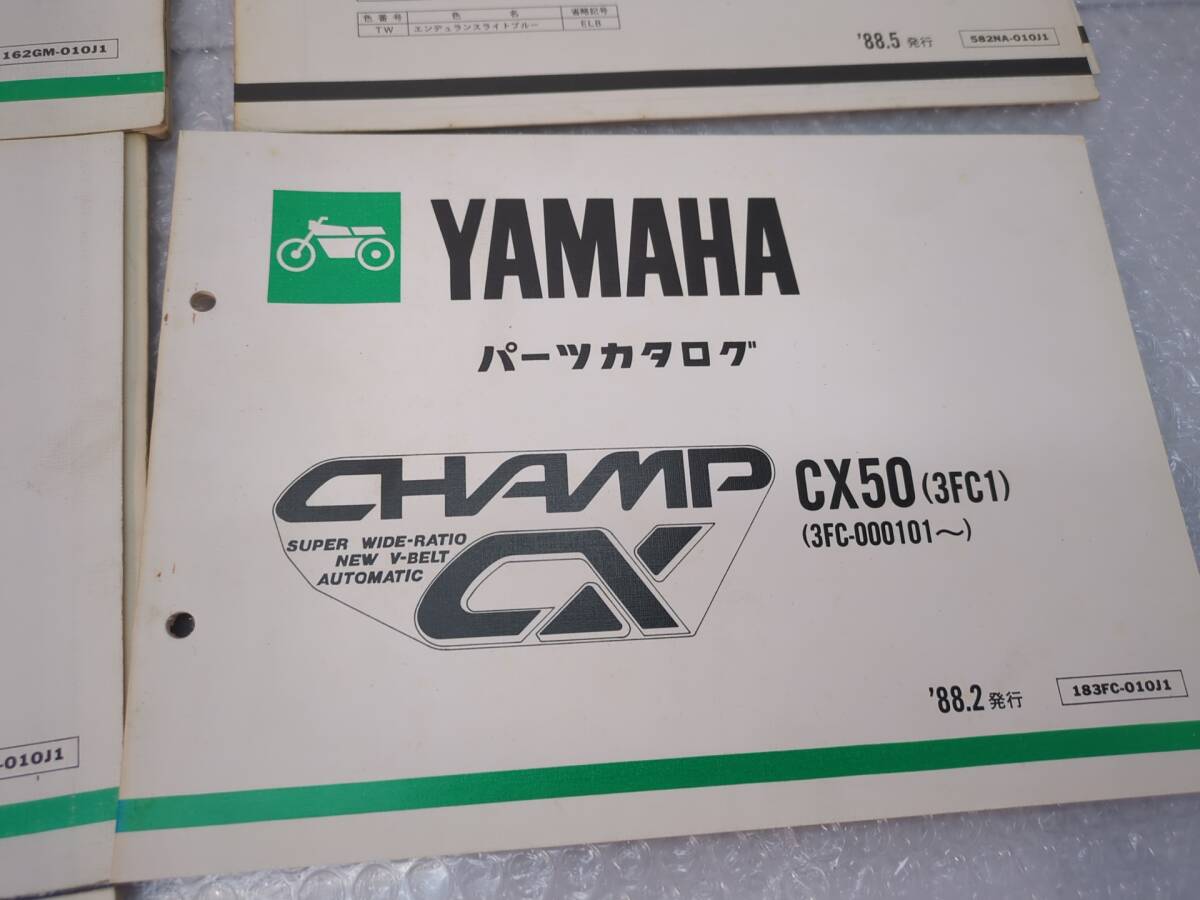 162GM-010J1
色番号 色名 省略記号
TW エンデュランスライトブルー ELB
'88.5 発行 582NA-010J1
YAMAHA
パーツカタログ
CHAMP
SUPER WIDE-RATIO
NEW V-BELT
AUTOMATIC
CX
CX50 (3FC1)
(3FC-000101~)
'88.2 発行 183FC-010J1
-010J1